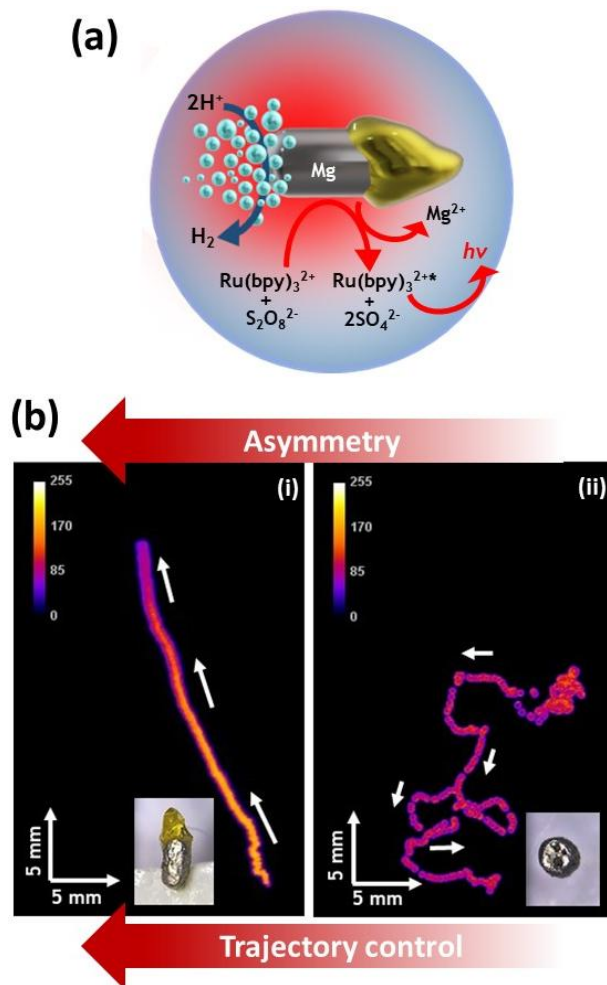 (a)
2H⁺
Mg
H₂
Mg²⁺
hν
Ru(bpy)₃²⁺
+
S₂O₈²⁻
Ru(bpy)₃²⁺*
+
2SO₄²⁻
(b)
Asymmetry
255
170
85
0
(i)
5 mm
5 mm
255
170
85
0
(ii)
5 mm
5 mm
Trajectory control